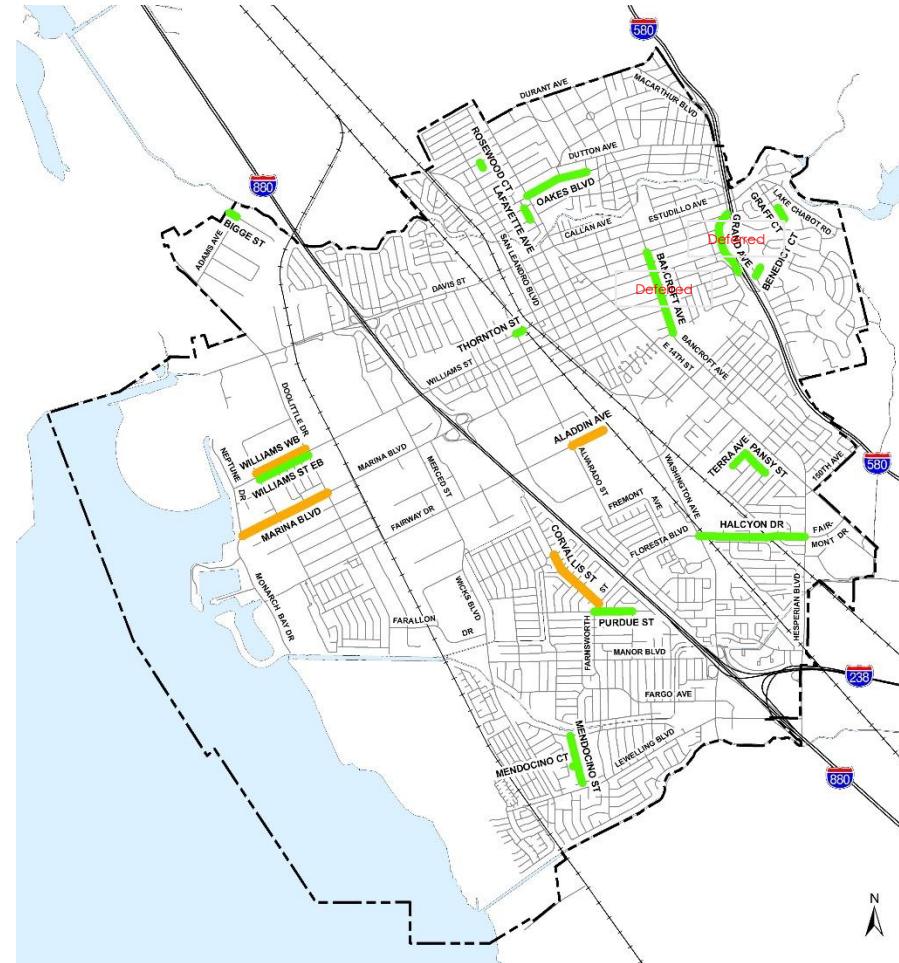 580
DURANT AVE
MACARTHUR BLVD
ROSEWOOD CT
DUTTON AVE
880
LAFAYETTE AVE
OAKES BLVD
ESTUDILLO AVE
GRAFF CT
LAKE CHABOT RD
BIGGE ST
ADAMS AVE
CALLAN AVE
GRAND AVE
Deferred
BENEDICT CT
SAN LEANDRO BLVD
BANCROFT AVE
DAVIS ST
Deferred
THORNTON ST
WILLIAMS ST
E 14TH ST
BANCROFT AVE
DOOLITTLE DR
ALADDIN AVE
WILLIAMS WB
MARINA BLVD
MERCED ST
ALVARADO ST
WASHINGTON AVE
TERRA AVE
PANSY ST
150TH AVE
580
NEPTUNE
DR
WILLIAMS ST EB
FREMONT
AVE
MARINA BLVD
FAIRWAY DR
FLORESTA BLVD
HALCYON DR
FAIR-
MONT DR
CORVALLIS ST
ST
MONARCH BAY DR
WICKS BLVD
FARALLON
DR
PURDUE ST
HESPERIAN BLVD
FARNSWORTH
MANOR BLVD
238
FARGO AVE
MENDOCINO CT
MENDOCINO ST
LEWELLING BLVD
880
N